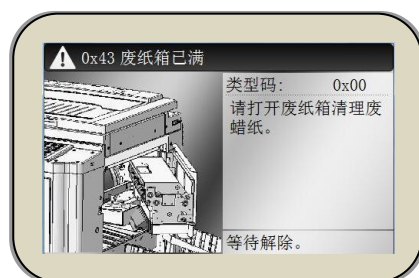 0x43 废纸箱已满
类型码: 0x00
请打开废纸箱清理废
蜡纸。
等待解除。